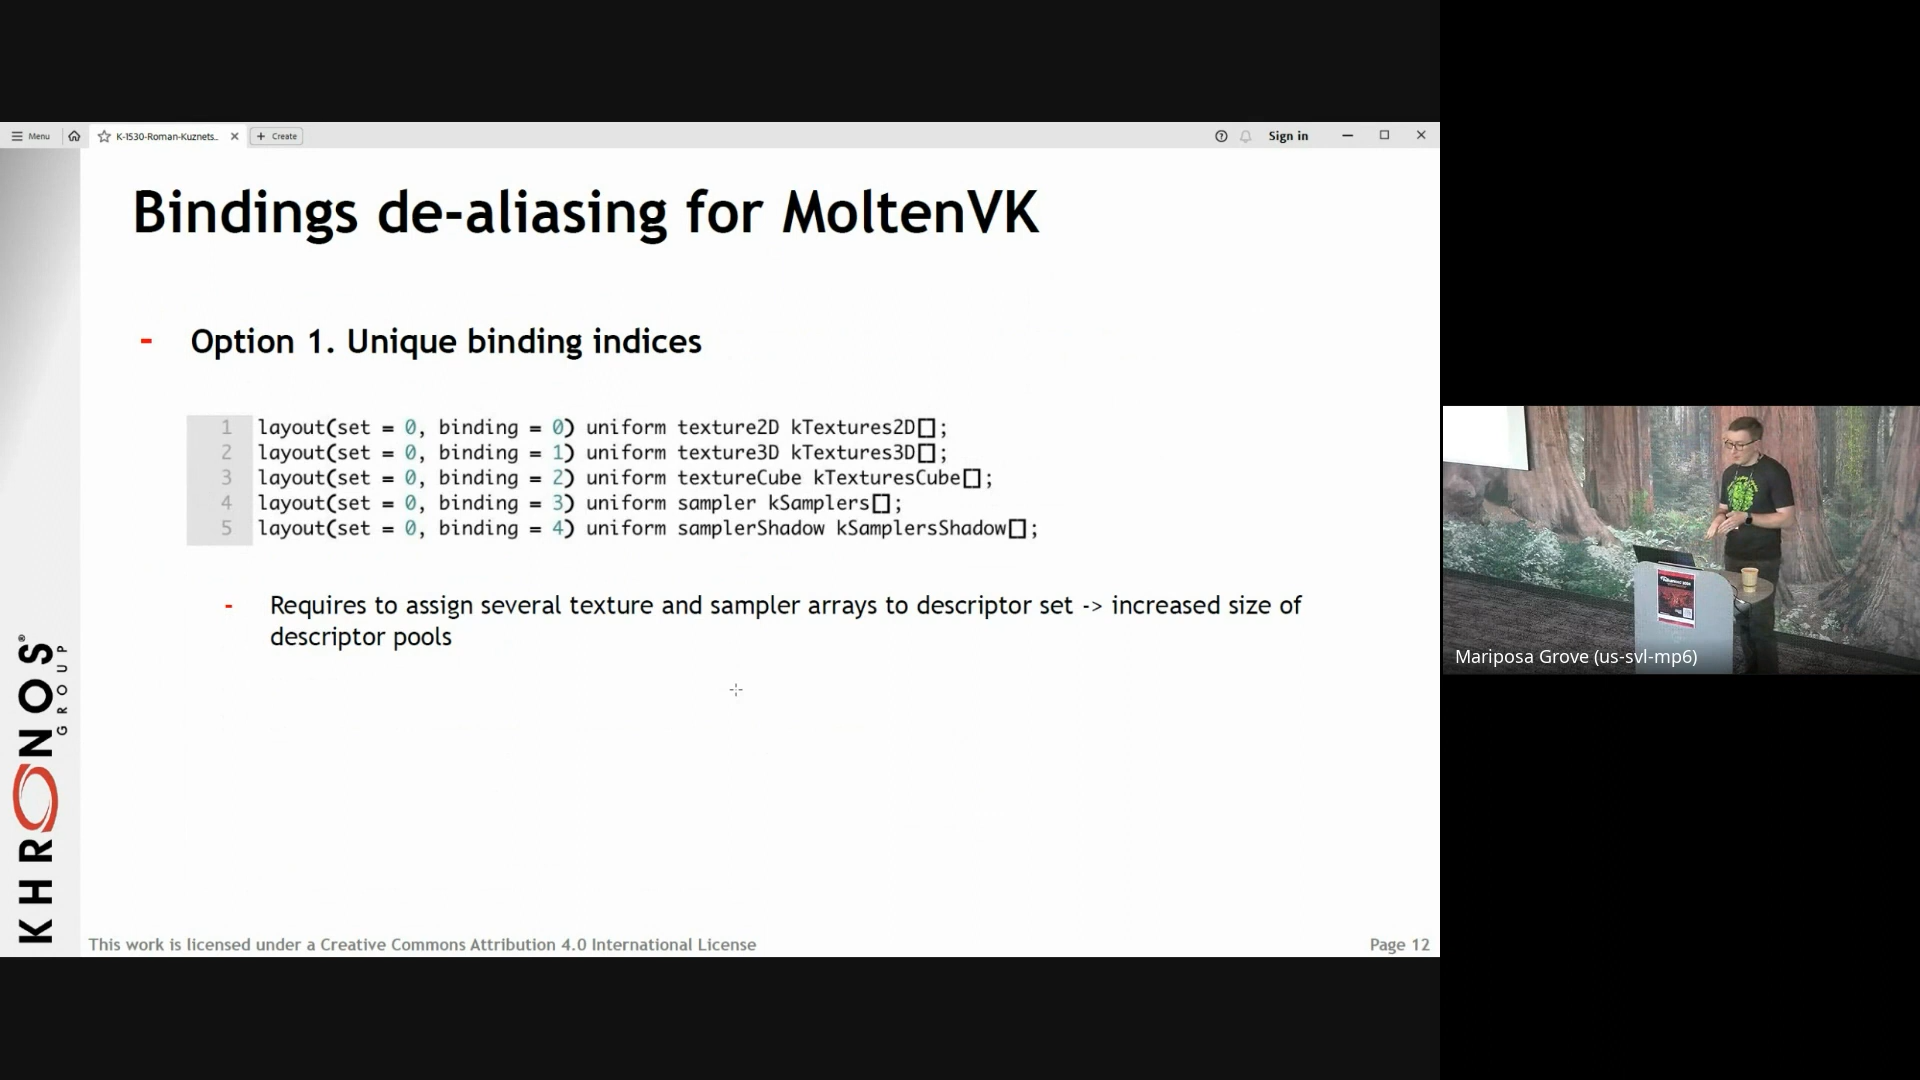 Menu
K-1530-Roman-Kuznets..
+ Create
Sign in
Bindings de-aliasing for MoltenVK
- Option 1. Unique binding indices
1 layout(set = 0, binding = 0) uniform texture2D kTextures2D[];
2 layout(set = 0, binding = 1) uniform texture3D kTextures3D[];
3 layout(set = 0, binding = 2) uniform textureCube kTexturesCube[];
4 layout(set = 0, binding = 3) uniform sampler kSamplers[];
5 layout(set = 0, binding = 4) uniform samplerShadow kSamplersShadow[];
- Requires to assign several texture and sampler arrays to descriptor set -> increased size of
descriptor pools
KHRONOS®
GROUP
This work is licensed under a Creative Commons Attribution 4.0 International License
Page 12
Mariposa Grove (us-svl-mp6)